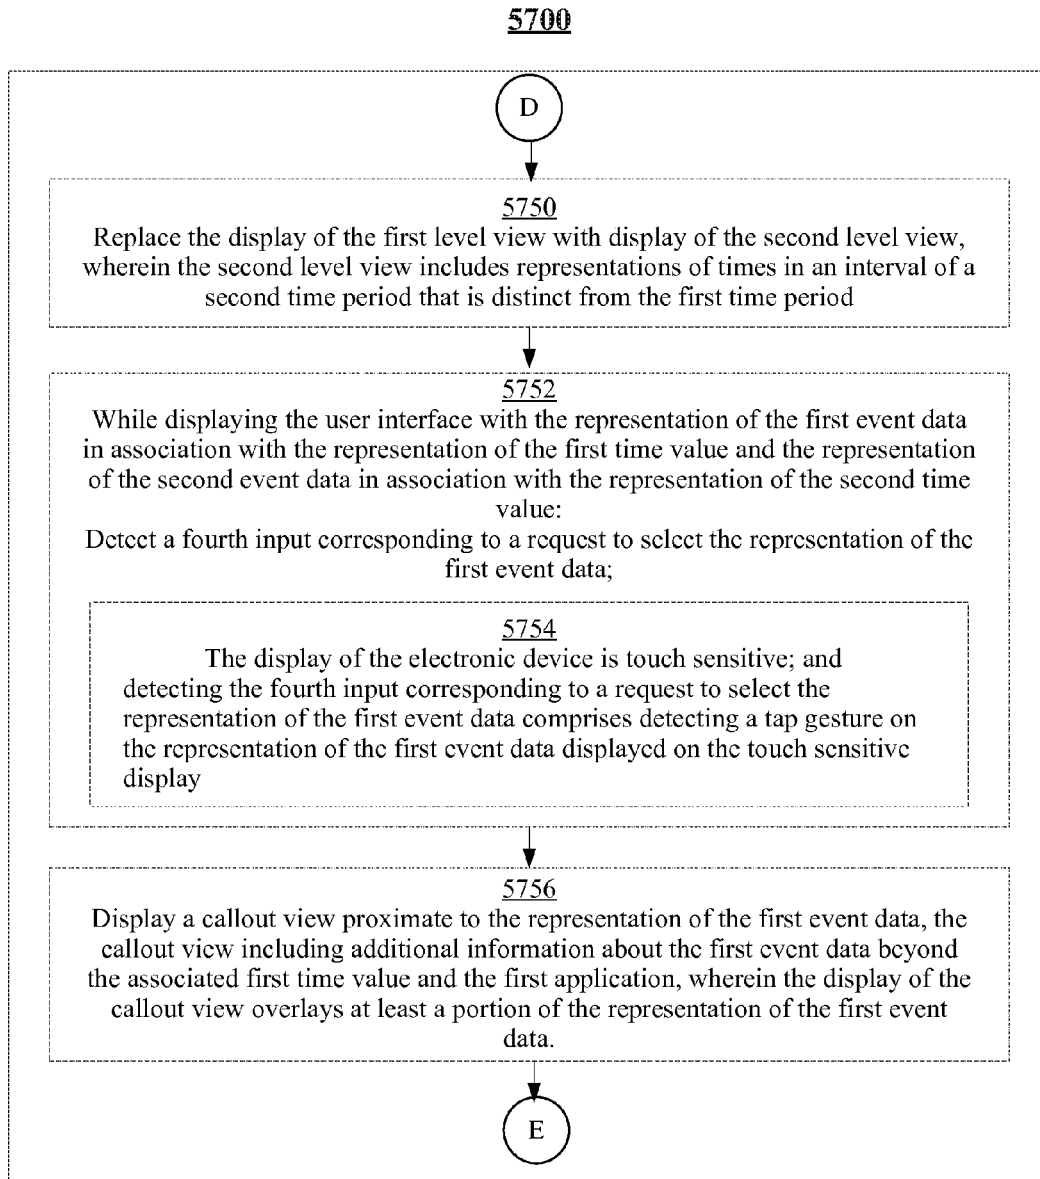 5700
D
5750
Replace the display of the first level view with display of the second level view,
wherein the second level view includes representations of times in an interval of a
second time period that is distinct from the first time period
5752
While displaying the user interface with the representation of the first event data
in association with the representation of the first time value and the representation
of the second event data in association with the representation of the second time
value:
Detect a fourth input corresponding to a request to select the representation of the
first event data;
5754
The display of the electronic device is touch sensitive; and
detecting the fourth input corresponding to a request to select the
representation of the first event data comprises detecting a tap gesture on
the representation of the first event data displayed on the touch sensitive
display
5756
Display a callout view proximate to the representation of the first event data, the
callout view including additional information about the first event data beyond
the associated first time value and the first application, wherein the display of the
callout view overlays at least a portion of the representation of the first event
data.
E